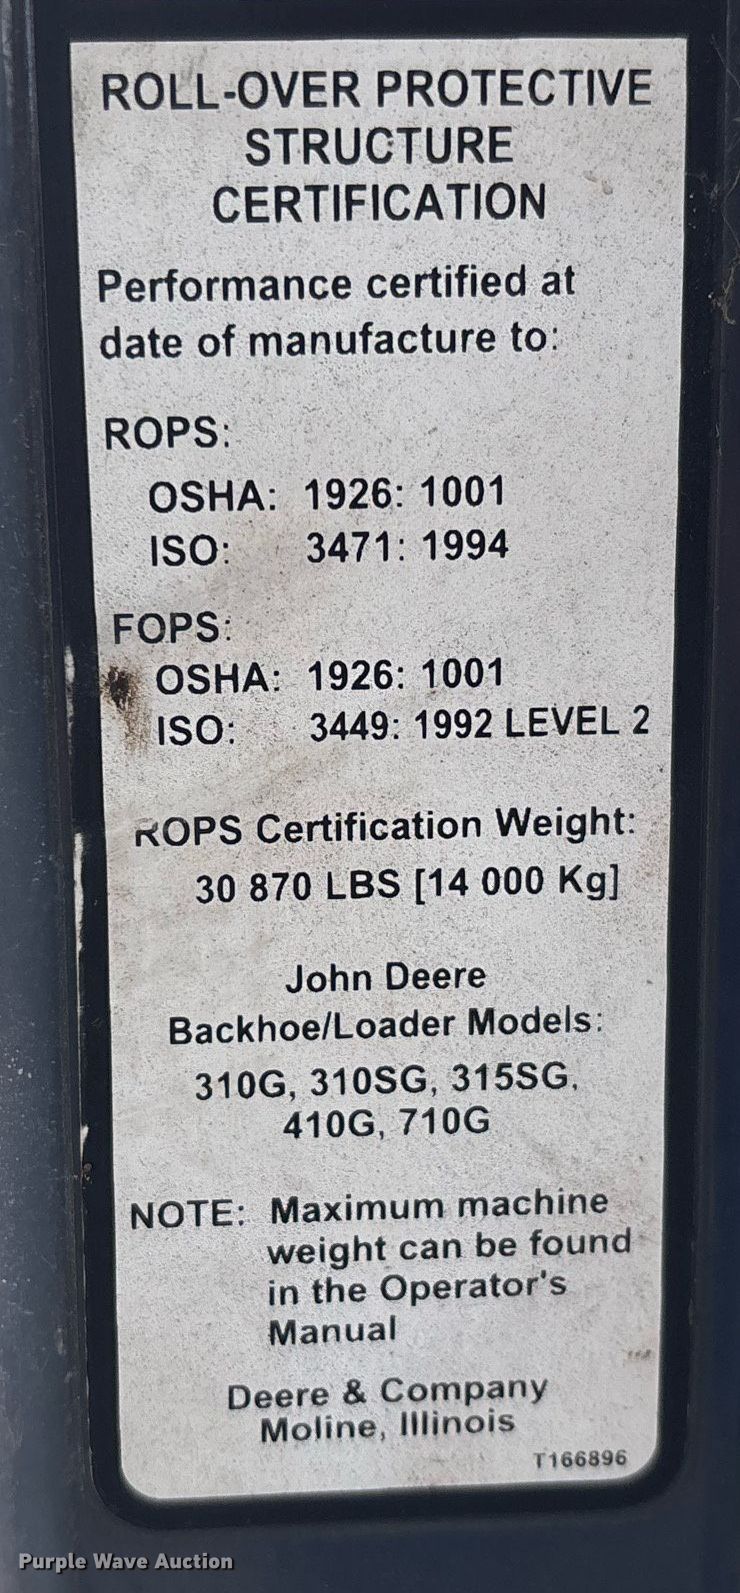 ROLL-OVER PROTECTIVE
STRUCTURE
CERTIFICATION
Performance certified at
date of manufacture to:
ROPS:
OSHA: 1926: 1001
ISO: 3471: 1994
FOPS:
OSHA: 1926: 1001
ISO: 3449: 1992 LEVEL 2
ROPS Certification Weight:
30 870 LBS [14 000 Kg]
John Deere
Backhoe/Loader Models:
310G, 310SG, 315SG,
410G, 710G
NOTE: Maximum machine
weight can be found
in the Operator's
Manual
Deere & Company
Moline, Illinois
T166896
Purple Wave Auction